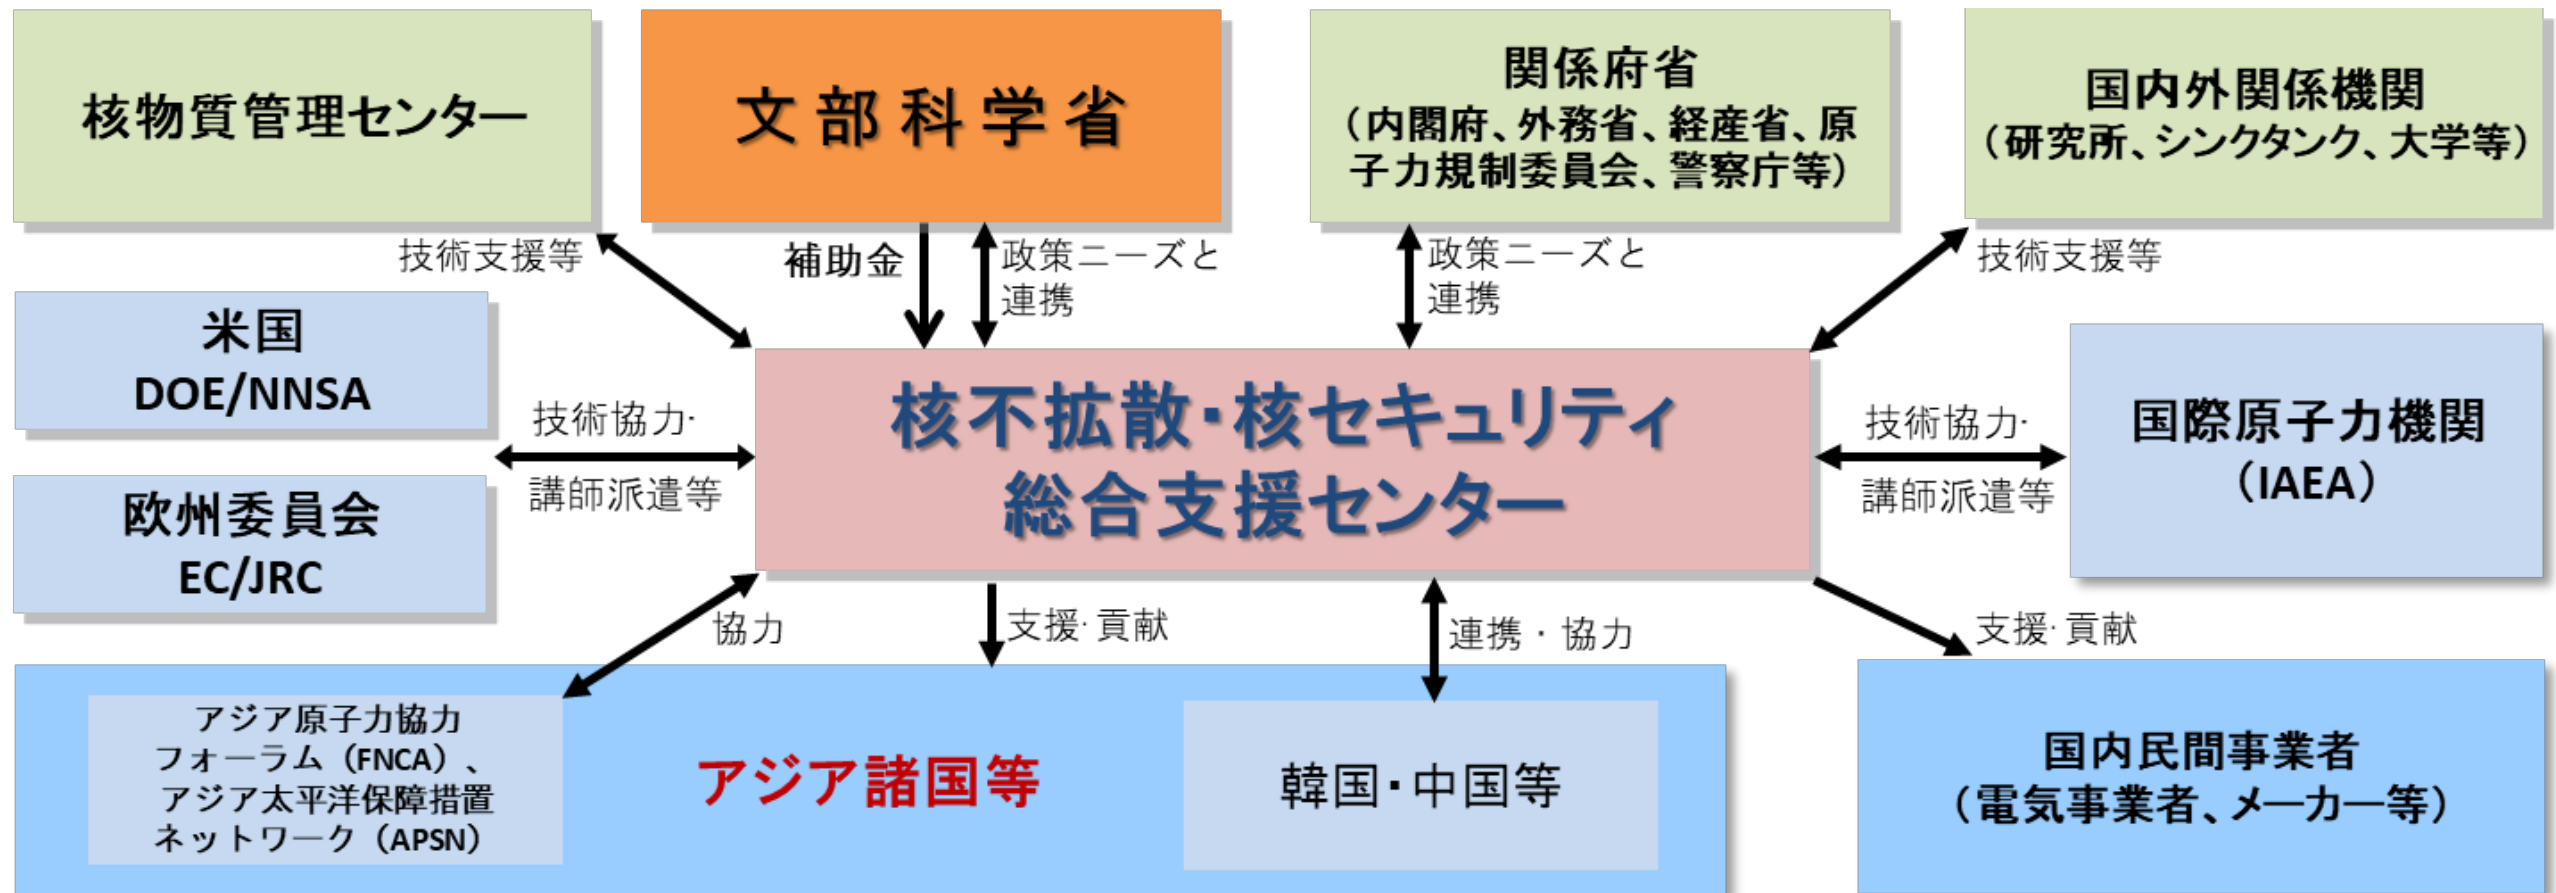 核物質管理センター
文部科学省
関係府省
（内閣府、外務省、経産省、原
子力規制委員会、警察庁等）
国内外関係機関
（研究所、シンクタンク、大学等）
技術支援等
補助金
政策ニーズと
連携
政策ニーズと
連携
技術支援等
米国
DOE/NNSA
欧州委員会
EC/JRC
技術協力・
講師派遣等
核不拡散・核セキュリティ
総合支援センター
技術協力・
講師派遣等
国際原子力機関
（IAEA）
協力
支援・貢献
連携・協力
支援・貢献
アジア原子力協力
フォーラム（FNCA）、
アジア太平洋保障措置
ネットワーク（APSN）
アジア諸国等
韓国・中国等
国内民間事業者
（電気事業者、メーカー等）